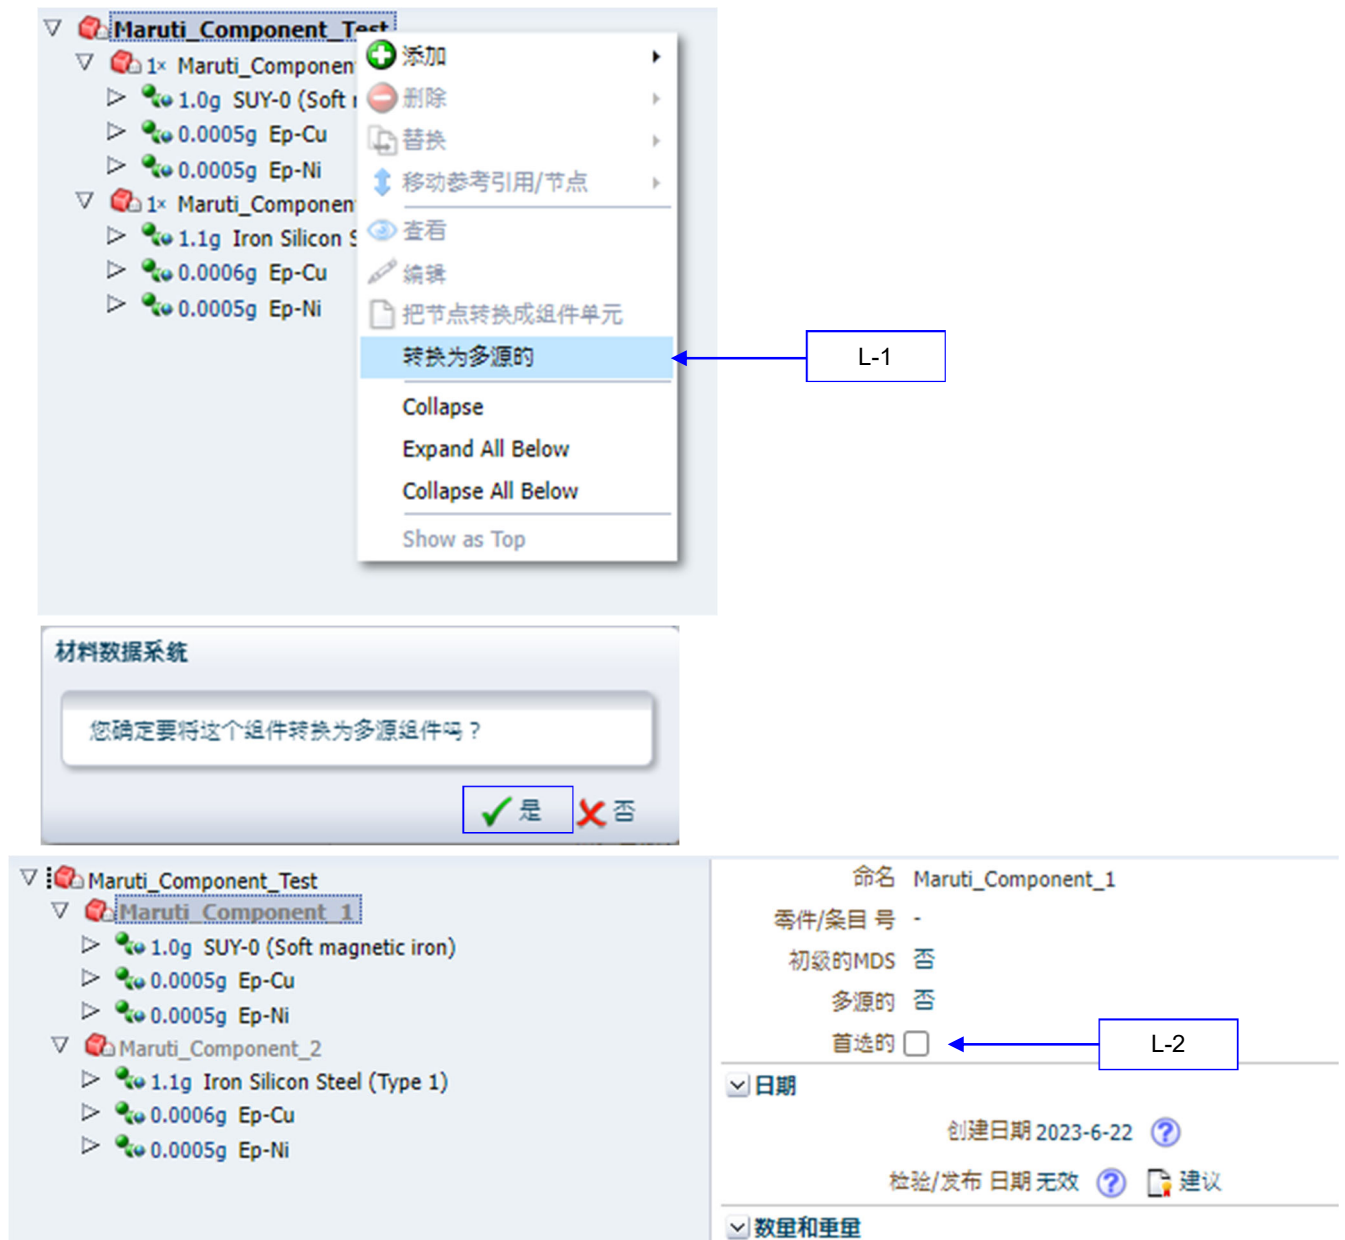 Maruti_Component_Test
1× Maruti_Componen
1.0g SUY-0 (Soft
0.0005g Ep-Cu
0.0005g Ep-Ni
1× Maruti_Componen
1.1g Iron Silicon S
0.0006g Ep-Cu
0.0005g Ep-Ni
添加
删除
替换
移动参考引用/节点
查看
编辑
把节点转换成组件单元
转换为多源的
Collapse
Expand All Below
Collapse All Below
Show as Top
L-1
材料数据系统
您确定要将这个组件转换为多源组件吗？
是 否
Maruti_Component_Test
Maruti_Component_1
1.0g SUY-0 (Soft magnetic iron)
0.0005g Ep-Cu
0.0005g Ep-Ni
Maruti_Component_2
1.1g Iron Silicon Steel (Type 1)
0.0006g Ep-Cu
0.0005g Ep-Ni
命名 Maruti_Component_1
零件/条目 号 -
初级的MDS 否
多源的 否
首选的
L-2
日期
创建日期 2023-6-22
检验/发布 日期 无效 建议
数量和重量